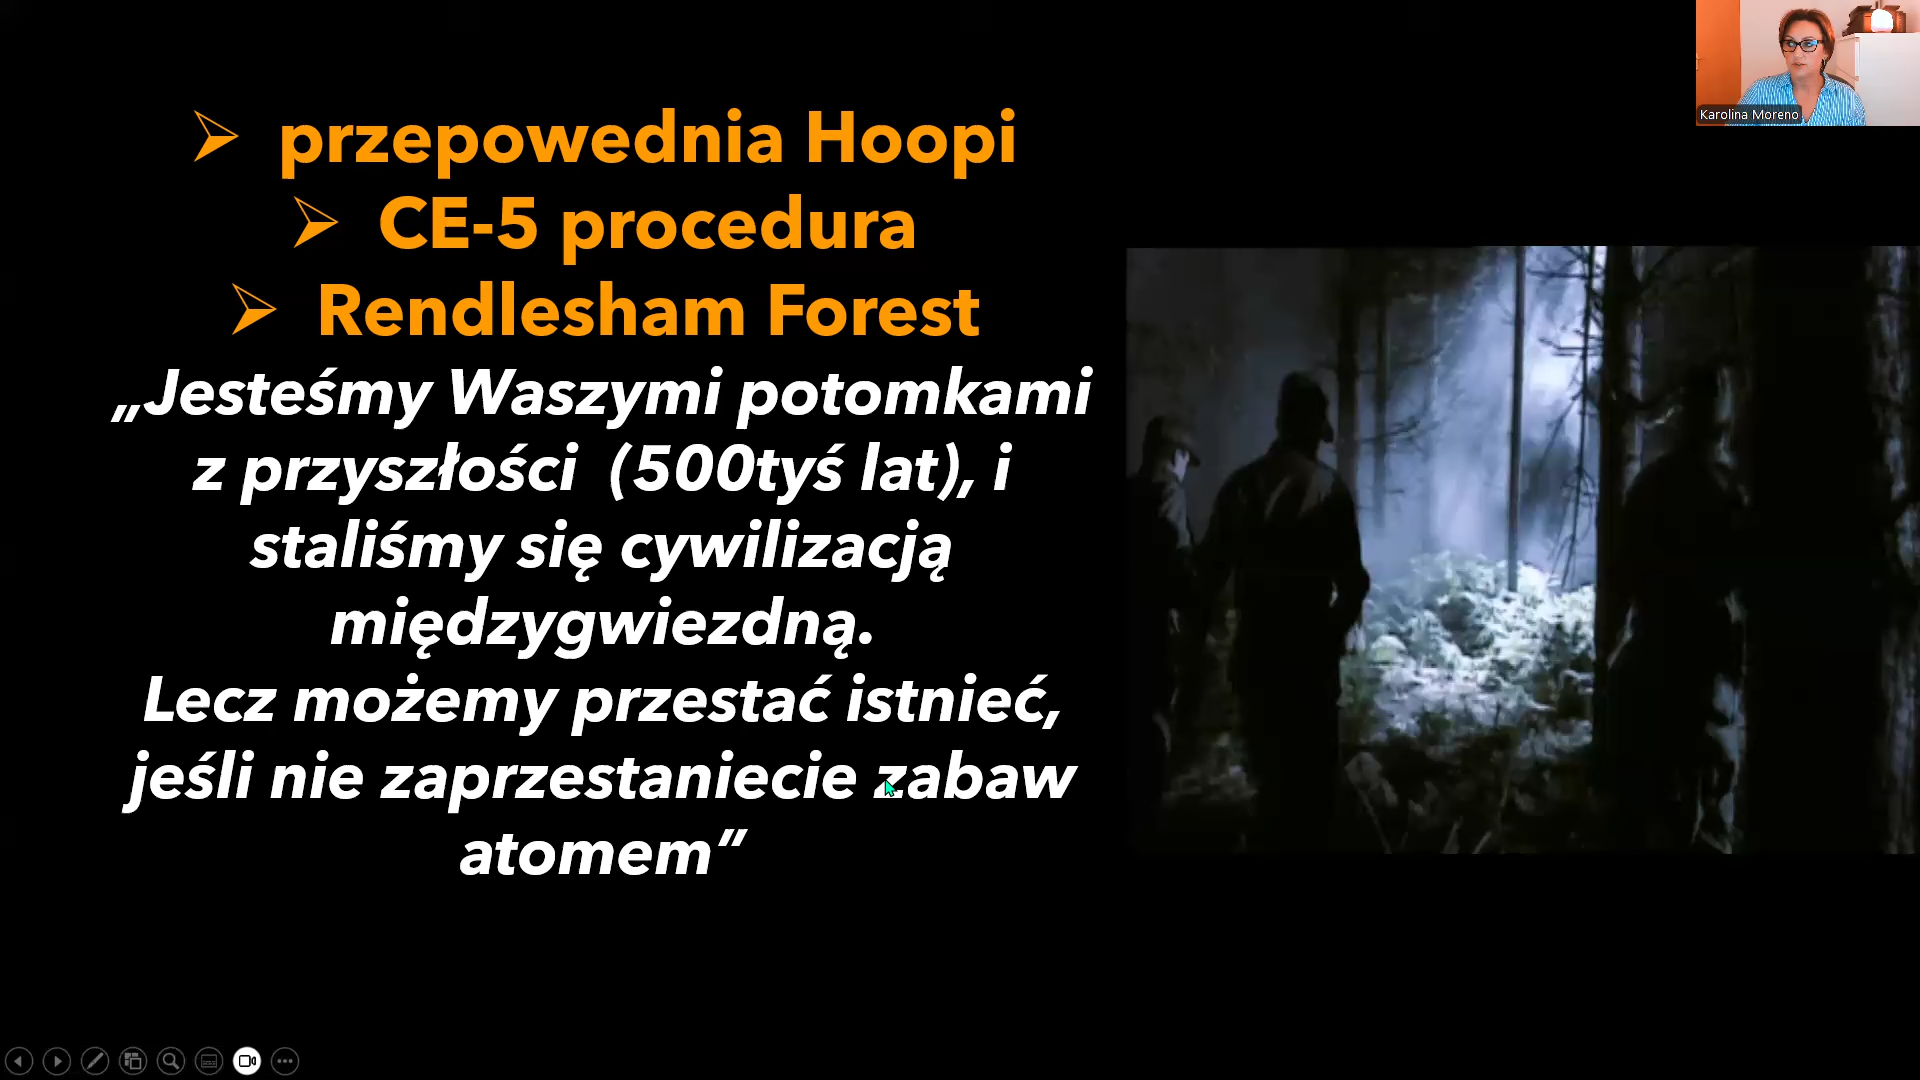 Karolina Moreno
przepowednia Hoopi
CE-5 procedura
Rendlesham Forest
„Jesteśmy Waszymi potomkami
z przyszłości (500tyś lat), i
staliśmy się cywilizacją
międzygwiezdną.
Lecz możemy przestać istnieć,
jeśli nie zaprzestaniecie zabaw
atomem”